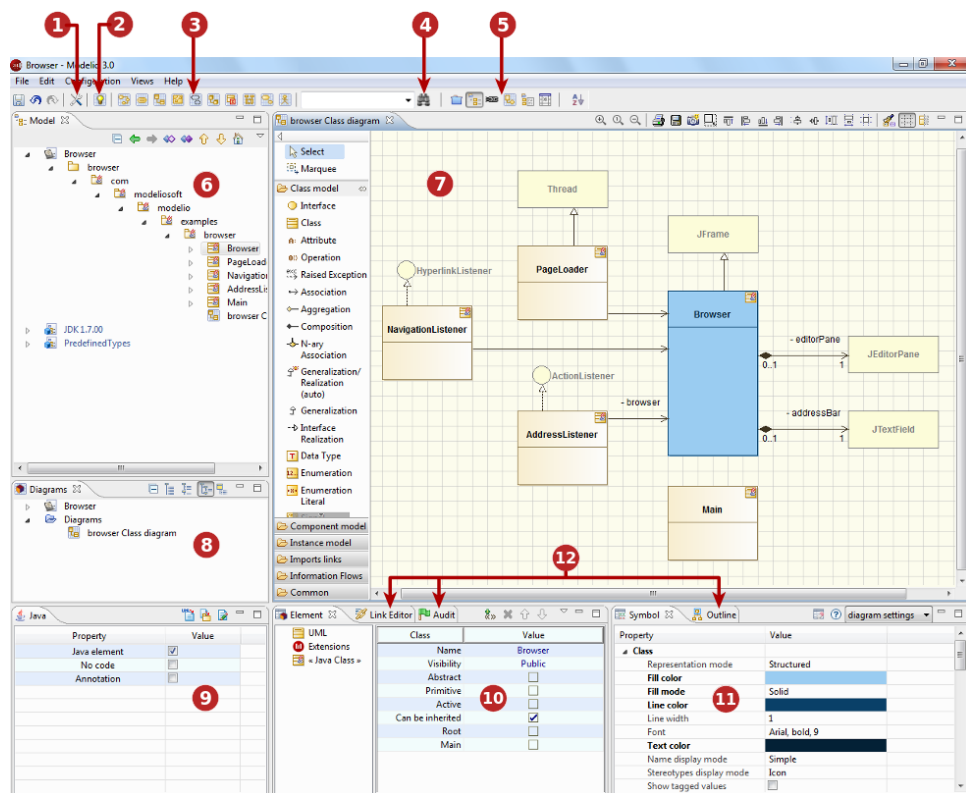 1
2
3
4
5
Browser - Modelio 3.0
File Edit Configuration Views Help
Model
Browser
browser
com
modeliosoft
modelio
examples
browser
Browser
PageLoad
Navigation
AddressLis
Main
browser C
JDK 1.7.00
PredefinedTypes
6
Diagrams
Browser
Diagrams
browser Class diagram
8
browser Class diagram
Select
Marquee
Class model
Interface
Class
Attribute
Operation
Raised Exception
Association
Aggregation
Composition
N-ary
Association
Generalization/
Realization
(auto)
Generalization
Interface
Realization
Data Type
Enumeration
Enumeration
Literal
Component model
Instance model
Imports links
Information Flows
Common
7
Thread
JFrame
PageLoader
HyperlinkListener
NavigationListener
Browser
- editorPane
0..1
1
JEditorPane
ActionListener
- browser
AddressListener
- addressBar
0..1
1
JTextField
Main
12
Java
Property Value
Java element
No code
Annotation
9
Element Link Editor Audit
UML
Extensions
« Java Class »
Class Value
Name Browser
Visibility Public
Abstract
Primitive
Active
Can be inherited
Root
Main
10
Symbol Outline
diagram settings
Property Value
Class
Representation mode Structured
Fill color
Fill mode Solid
Line color
Line width 1
Font Arial, bold, 9
Text color
Name display mode Simple
Stereotypes display mode Icon
Show tagged values
11